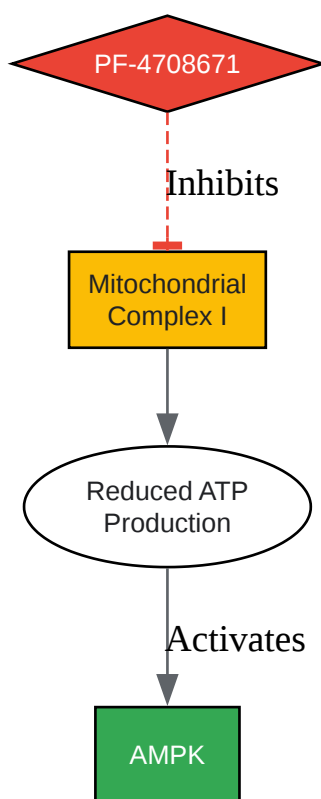 PF-4708671
Inhibits
Mitochondrial
Complex I
Reduced ATP
Production
Activates
AMPK